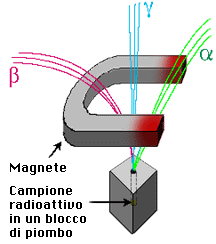 γ
α
β
Magnete
Campione
radioattivo
in un blocco
di piombo